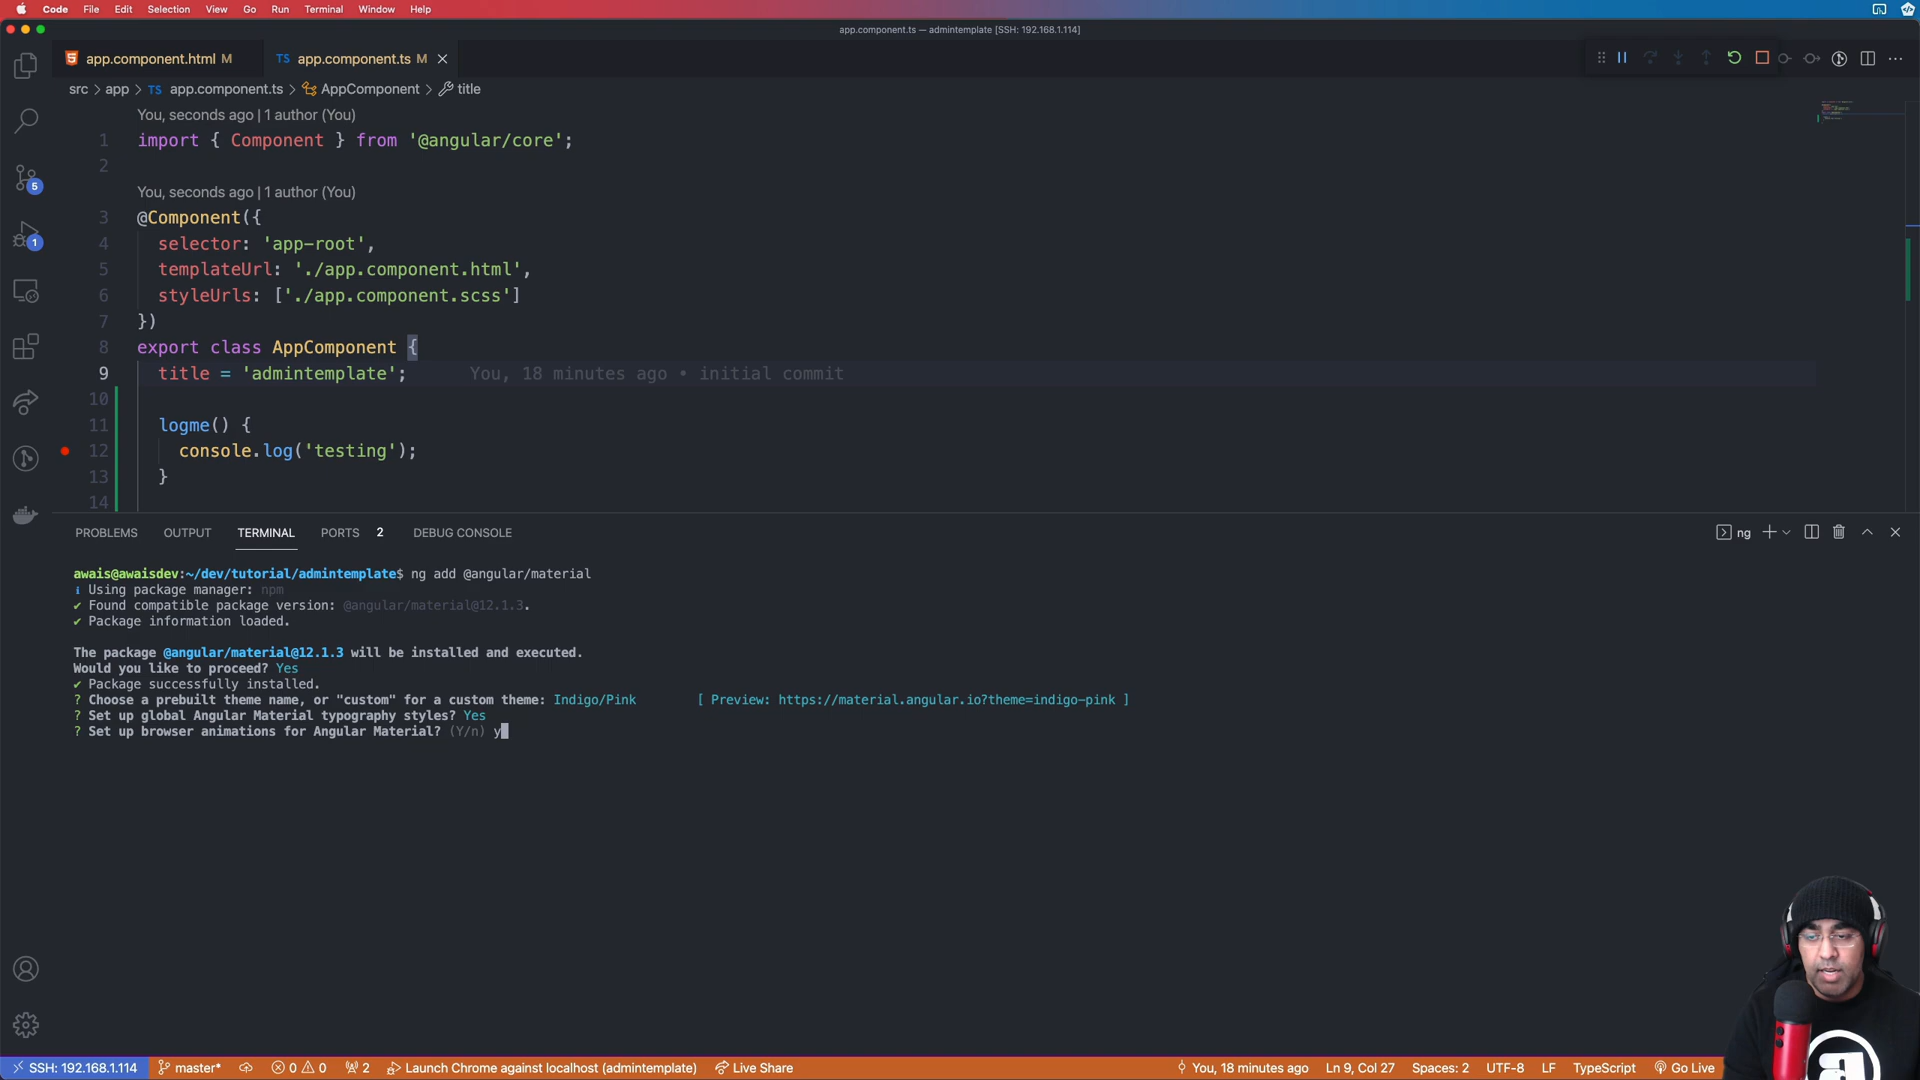 Code File Edit Selection View Go Run Terminal Window Help
app.component.ts — admintemplate [SSH: 192.168.1.114]
app.component.html M
TS app.component.ts M
src > app > TS app.component.ts > AppComponent > title
You, seconds ago | 1 author (You)
1 import { Component } from '@angular/core';
2
You, seconds ago | 1 author (You)
3 @Component({
4 selector: 'app-root',
5 templateUrl: './app.component.html',
6 styleUrls: ['./app.component.scss']
7 })
8 export class AppComponent {
9 title = 'admintemplate'; You, 18 minutes ago • initial commit
10
11 logme() {
12 console.log('testing');
13 }
14
5
1
PROBLEMS OUTPUT TERMINAL PORTS 2 DEBUG CONSOLE
ng
awais@awaisdev:~/dev/tutorial/admintemplate$ ng add @angular/material
i Using package manager: npm
✔ Found compatible package version: @angular/material@12.1.3.
✔ Package information loaded.
The package @angular/material@12.1.3 will be installed and executed.
Would you like to proceed? Yes
✔ Package successfully installed.
? Choose a prebuilt theme name, or "custom" for a custom theme: Indigo/Pink [ Preview: https://material.angular.io?theme=indigo-pink ]
? Set up global Angular Material typography styles? Yes
? Set up browser animations for Angular Material? (Y/n) y
SSH: 192.168.1.114 master* 0 0 2 Launch Chrome against localhost (admintemplate) Live Share You, 18 minutes ago Ln 9, Col 27 Spaces: 2 UTF-8 LF TypeScript Go Live